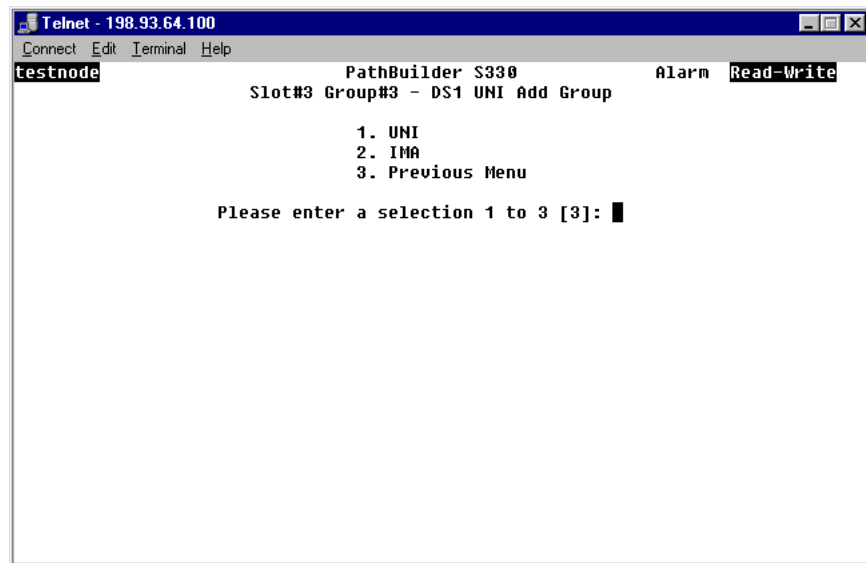 Telnet - 198.93.64.100
Connect Edit Terminal Help
testnode PathBuilder S330 Alarm Read-Write
Slot#3 Group#3 - DS1 UNI Add Group
1. UNI
2. IMA
3. Previous Menu
Please enter a selection 1 to 3 [3]: